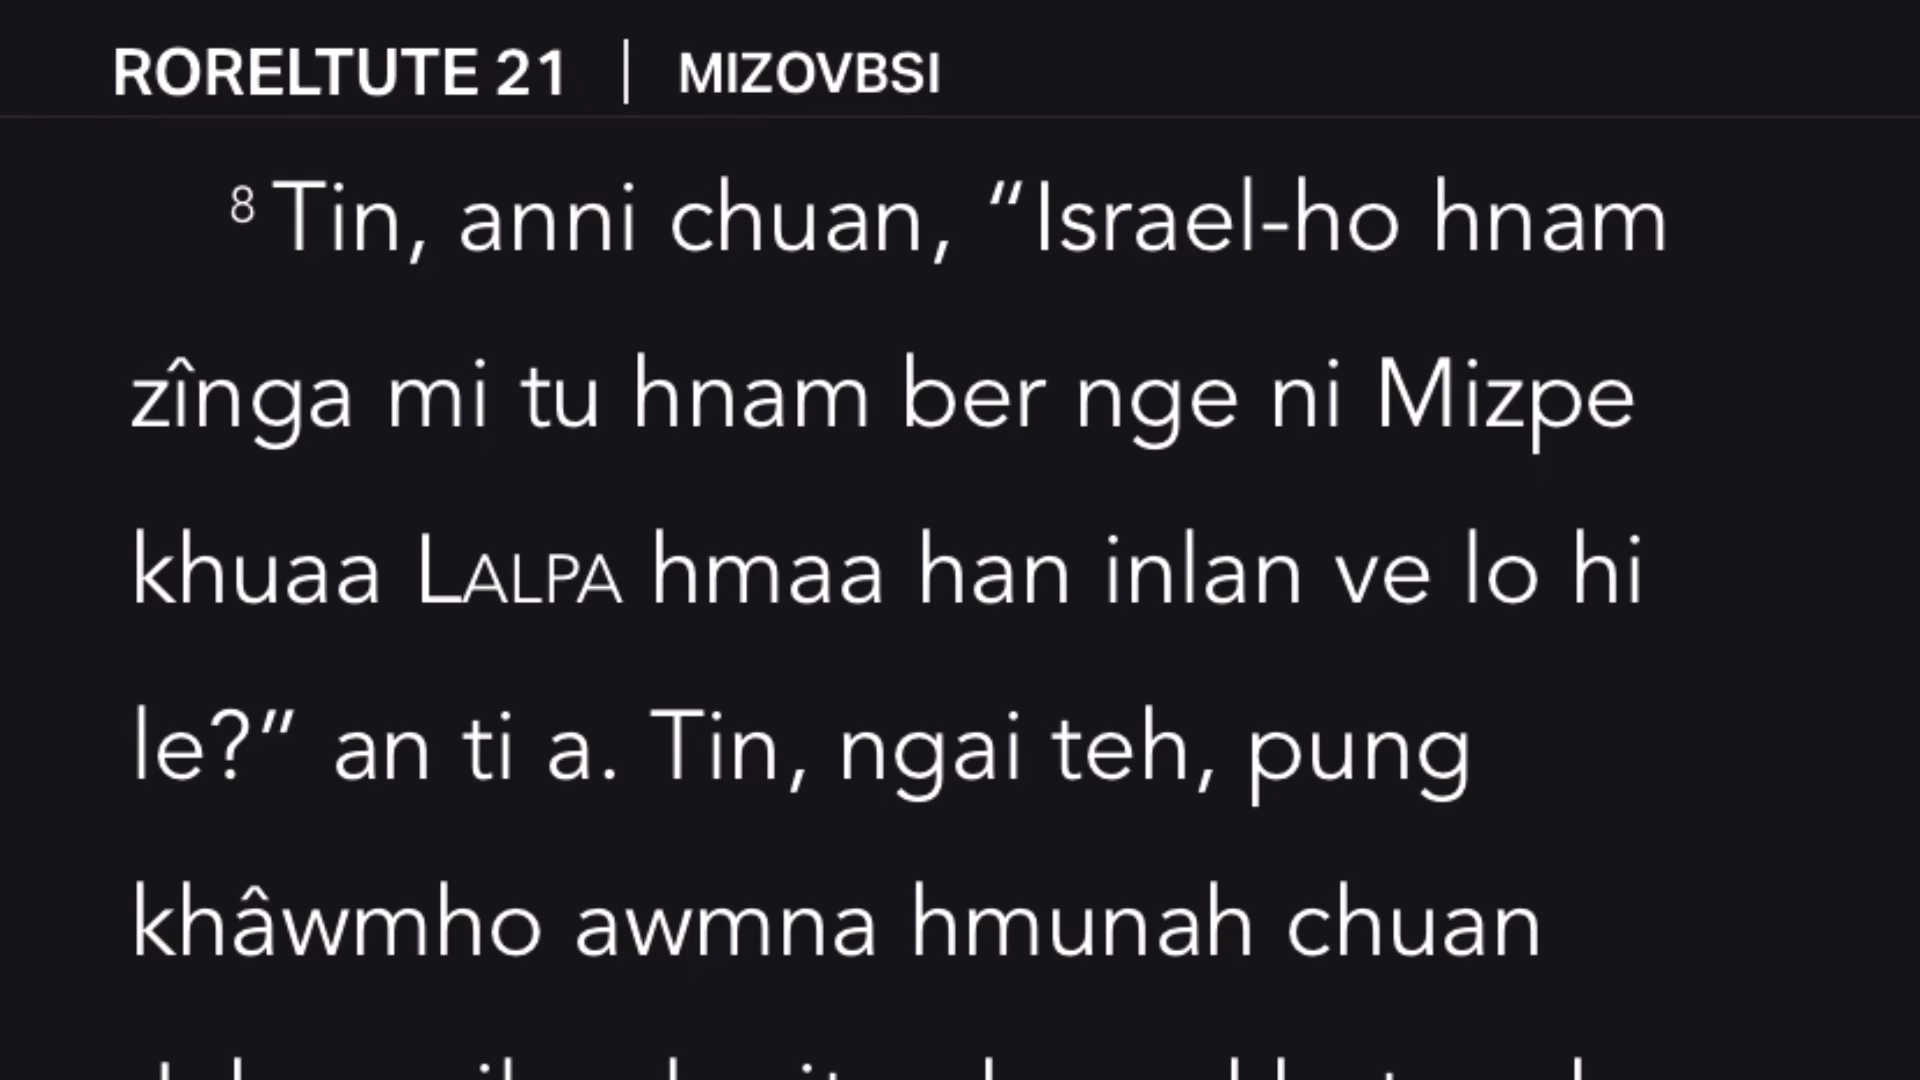 RORELTUTE 21 | MIZOVBSI
8 Tin, anni chuan, “Israel-ho hnam
zînga mi tu hnam ber nge ni Mizpe
khuaa LALPA hmaa han inlan ve lo hi
le?” an ti a. Tin, ngai teh, pung
khâwmho awmna hmunah chuan